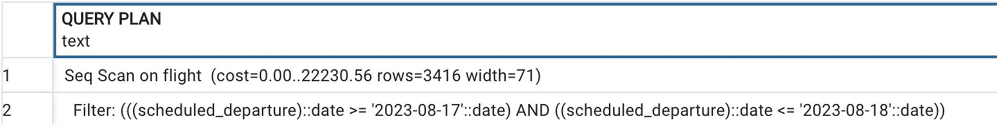 QUERY PLAN
text
1 Seq Scan on flight (cost=0.00..22230.56 rows=3416 width=71)
2 Filter: (((scheduled_departure)::date >= '2023-08-17'::date) AND ((scheduled_departure)::date <= '2023-08-18'::date))